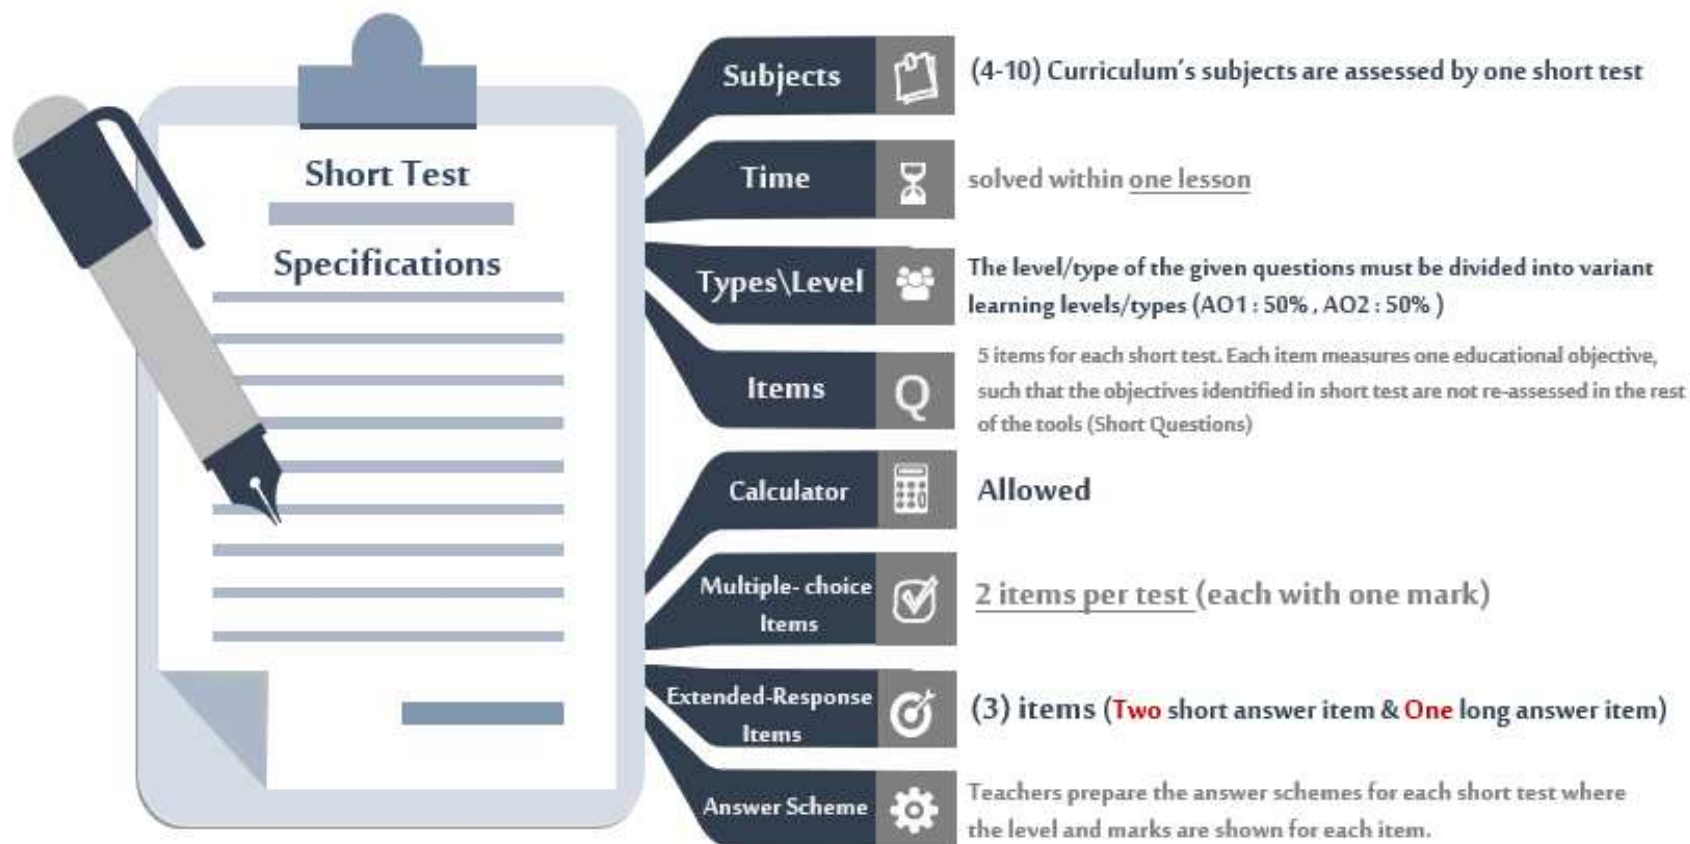 Short Test
Specifications
Subjects
(4-10) Curriculum's subjects are assessed by one short test
Time
solved within one lesson
Types\Level
The level/type of the given questions must be divided into variant
learning levels/types (AO1 : 50% , AO2 : 50% )
Items
Q
5 items for each short test. Each item measures one educational objective,
such that the objectives identified in short test are not re-assessed in the rest
of the tools (Short Questions)
Calculator
Allowed
Multiple- choice
Items
2 items per test (each with one mark)
Extended-Response
Items
(3) items (Two short answer item & One long answer item)
Answer Scheme
Teachers prepare the answer schemes for each short test where
the level and marks are shown for each item.